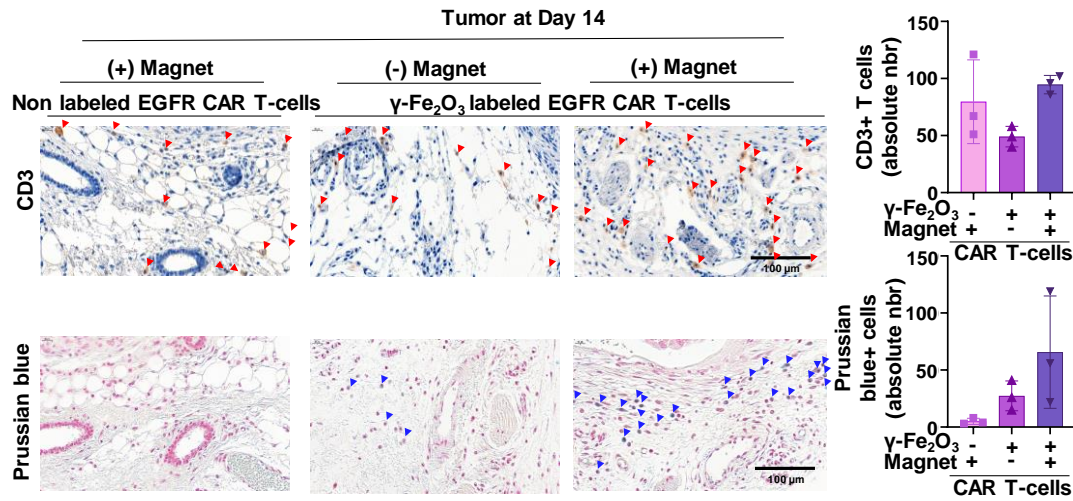 Tumor at Day 14
(+) Magnet
(-) Magnet
(+) Magnet
Non labeled EGFR CAR T-cells
γ-Fe₂O₃ labeled EGFR CAR T-cells
CD3
100 µm
Prussian blue
100 µm
CD3+ T cells
(absolute nbr)
150
100
50
0
γ-Fe₂O₃ - + +
Magnet + - +
CAR T-cells
Prussian
blue+ cells
(absolute nbr)
150
100
50
0
γ-Fe₂O₃ - + +
Magnet + - +
CAR T-cells